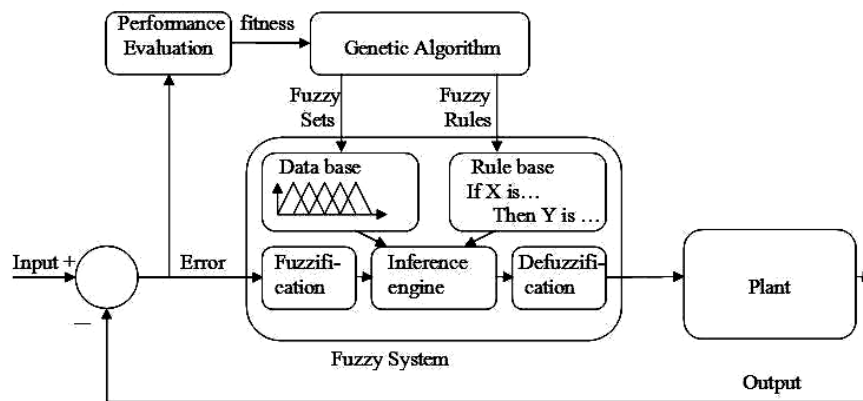 Performance
Evaluation
fitness
Genetic Algorithm
Fuzzy
Sets
Fuzzy
Rules
Data base
Rule base
If X is...
Then Y is ...
Input +
Error
Fuzzifi-
cation
Inference
engine
Defuzzifi-
cation
Plant
–
Fuzzy System
Output